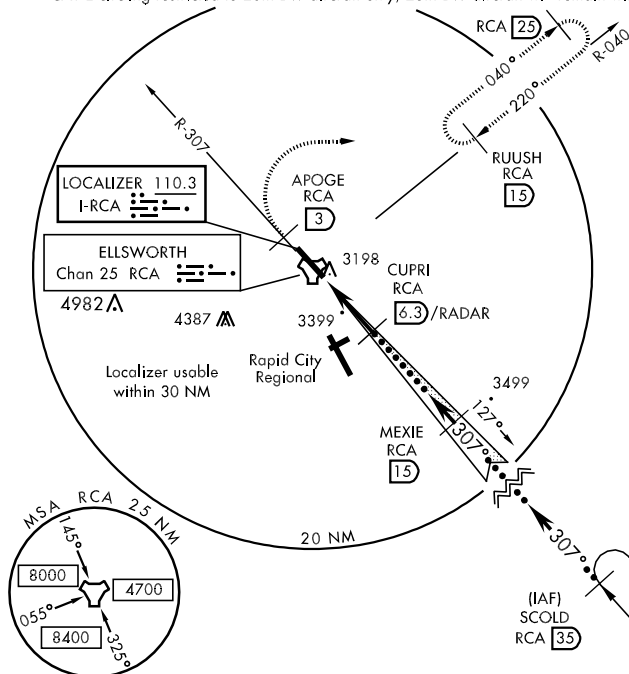 RCA 25
R-040
040°
220°
RUUSH
RCA
15
R-307
LOCALIZER 110.3
I-RCA
APOGE
RCA
3
ELLSWORTH
Chan 25 RCA
3198
CUPRI
RCA
6.3 /RADAR
4982
4387
3399
Rapid City
Regional
Localizer usable
within 30 NM
3499
127°
MEXIE
RCA
15
307°
20 NM
307°
(IAF)
SCOLD
RCA 35
MSA RCA 25 NM
145°
8000
4700
055°
8400
325°